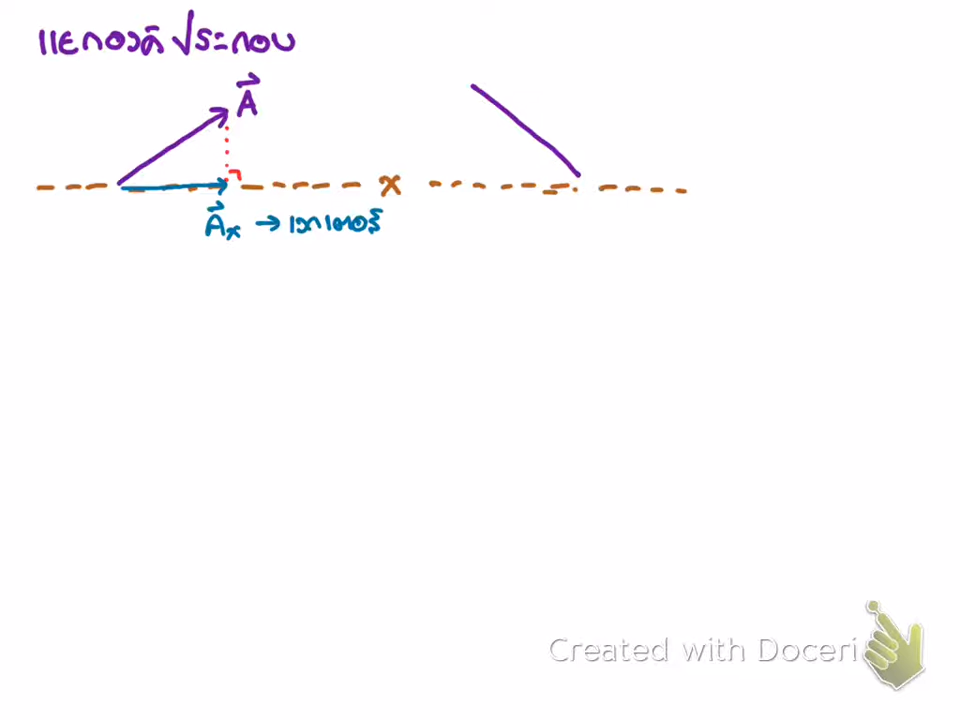 แยกองค์ประกอบ
A⃗
x
A⃗ₓ → เวกเตอร์
Created with Doceri